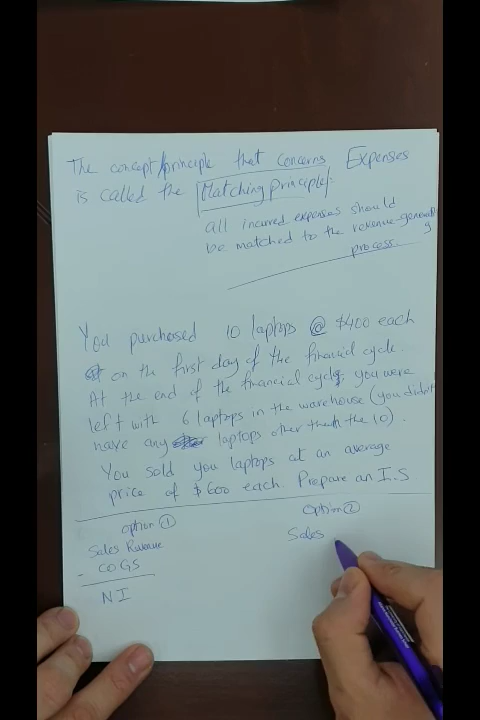 The concept/principle that concerns Expenses
is called the Matching Principle:
all incurred expenses should
be matched to the revenue-generating
process.
You purchased 10 laptops @ $400 each
on the first day of the financial cycle.
At the end of the financial cycle, you were
left with 6 laptops in the warehouse (you didn't
have any laptops other than the 10).
You sold you laptops at an average
price of $600 each. Prepare an I.S
Option ①
Option ②
Sales Revenue
Sales
- COGS
NI